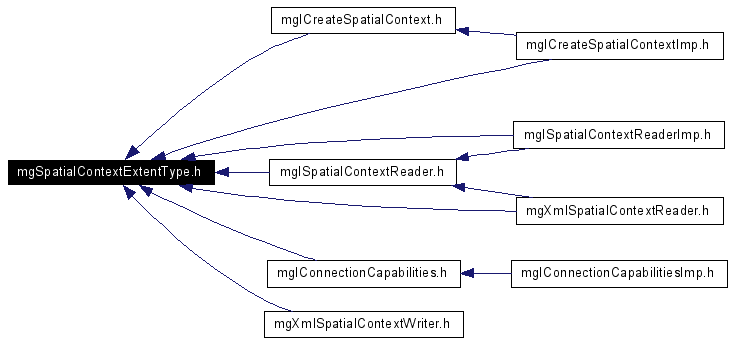 mgICreateSpatialContext.h
mgICreateSpatialContextImp.h
mgISpatialContextReaderImp.h
mgSpatialContextExtentType.h
mgISpatialContextReader.h
mgXmlSpatialContextReader.h
mgIConnectionCapabilities.h
mgIConnectionCapabilitiesImp.h
mgXmlSpatialContextWriter.h